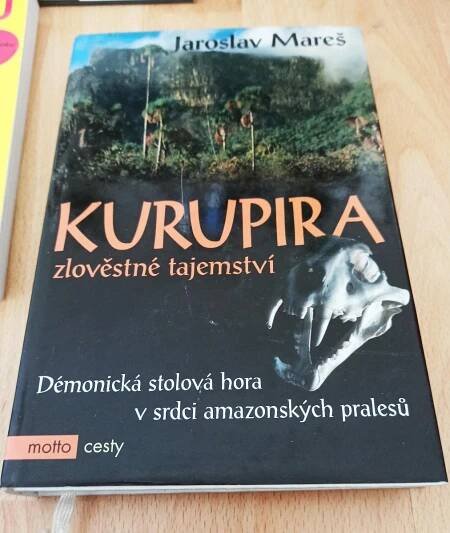 Jaroslav Mareš
KURUPIRA
zlověstné tajemství
Démonická stolová hora
v srdci amazonských pralesů
motto cesty